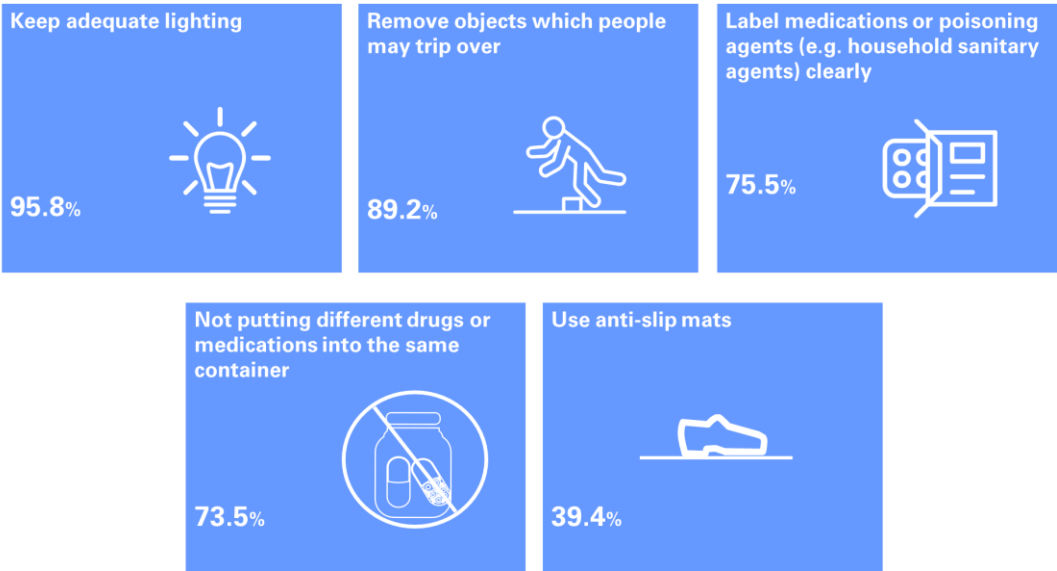 Keep adequate lighting
95.8%
Remove objects which people
may trip over
89.2%
Label medications or poisoning
agents (e.g. household sanitary
agents) clearly
75.5%
Not putting different drugs or
medications into the same
container
73.5%
Use anti-slip mats
39.4%